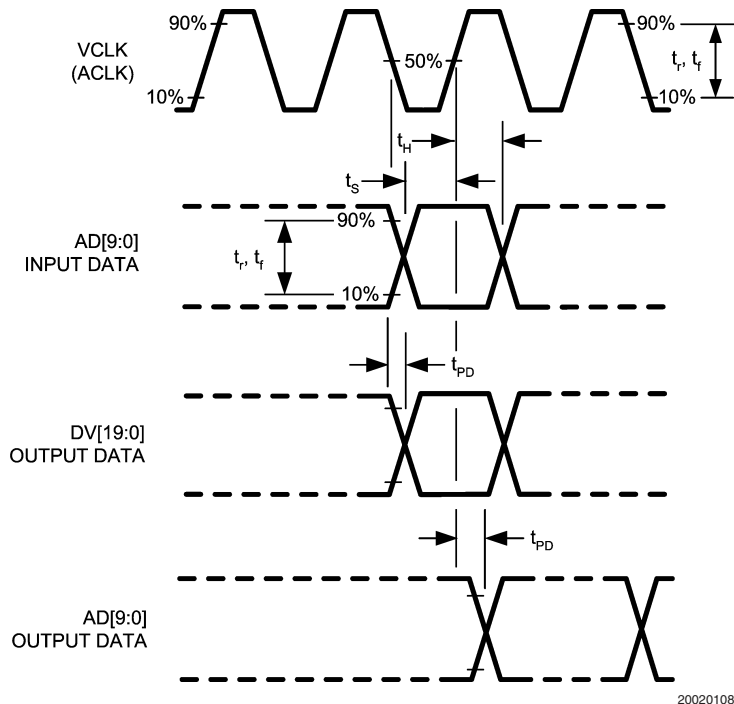 VCLK
(ACLK)
90%
10%
50%
90%
tr, tf
10%
tH
tS
AD[9:0]
INPUT DATA
90%
tr, tf
10%
tPD
DV[19:0]
OUTPUT DATA
tPD
AD[9:0]
OUTPUT DATA
20020108